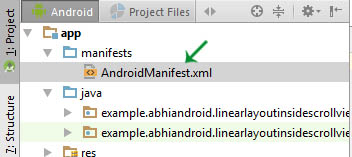 Android Project Files
1: Project
app
manifests
AndroidManifest.xml
java
example.abhiandroid.linearlayoutinsidescrollvie
example.abhiandroid.linearlayoutinsidescrollvie
7: Structure
res